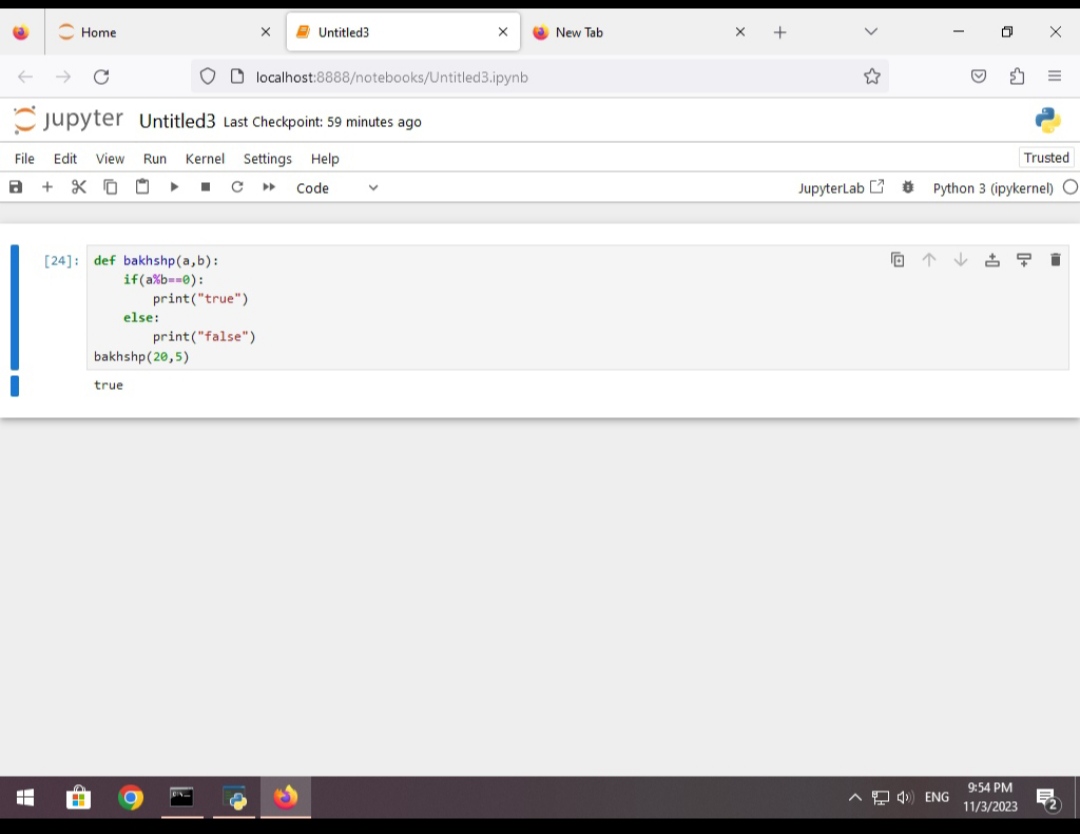 Home
Untitled3
New Tab
localhost:8888/notebooks/Untitled3.ipynb
jupyter Untitled3 Last Checkpoint: 59 minutes ago
File Edit View Run Kernel Settings Help Trusted
Code JupyterLab Python 3 (ipykernel)
[24]: def bakhshp(a,b):
    if(a%b==0):
        print("true")
    else:
        print("false")
bakhshp(20,5)
true
ENG
9:54 PM
11/3/2023
2